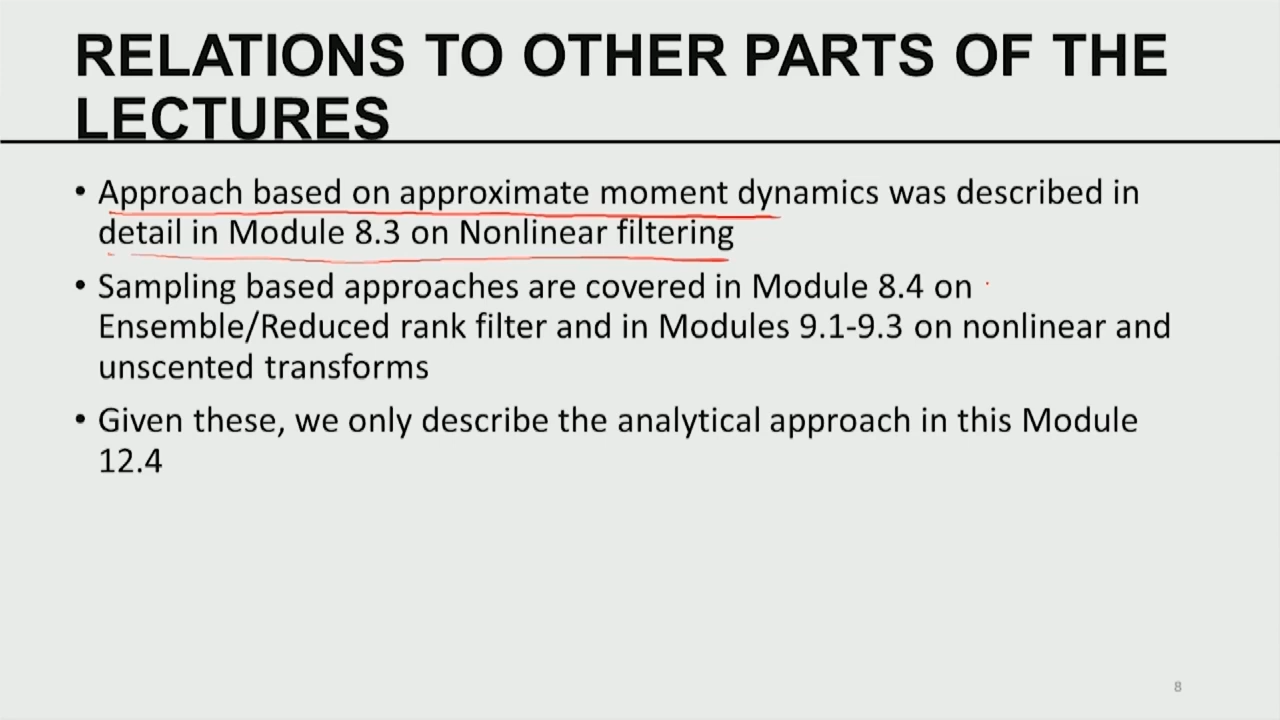 RELATIONS TO OTHER PARTS OF THE
LECTURES
• Approach based on approximate moment dynamics was described in
detail in Module 8.3 on Nonlinear filtering
• Sampling based approaches are covered in Module 8.4 on
Ensemble/Reduced rank filter and in Modules 9.1-9.3 on nonlinear and
unscented transforms
• Given these, we only describe the analytical approach in this Module
12.4
8